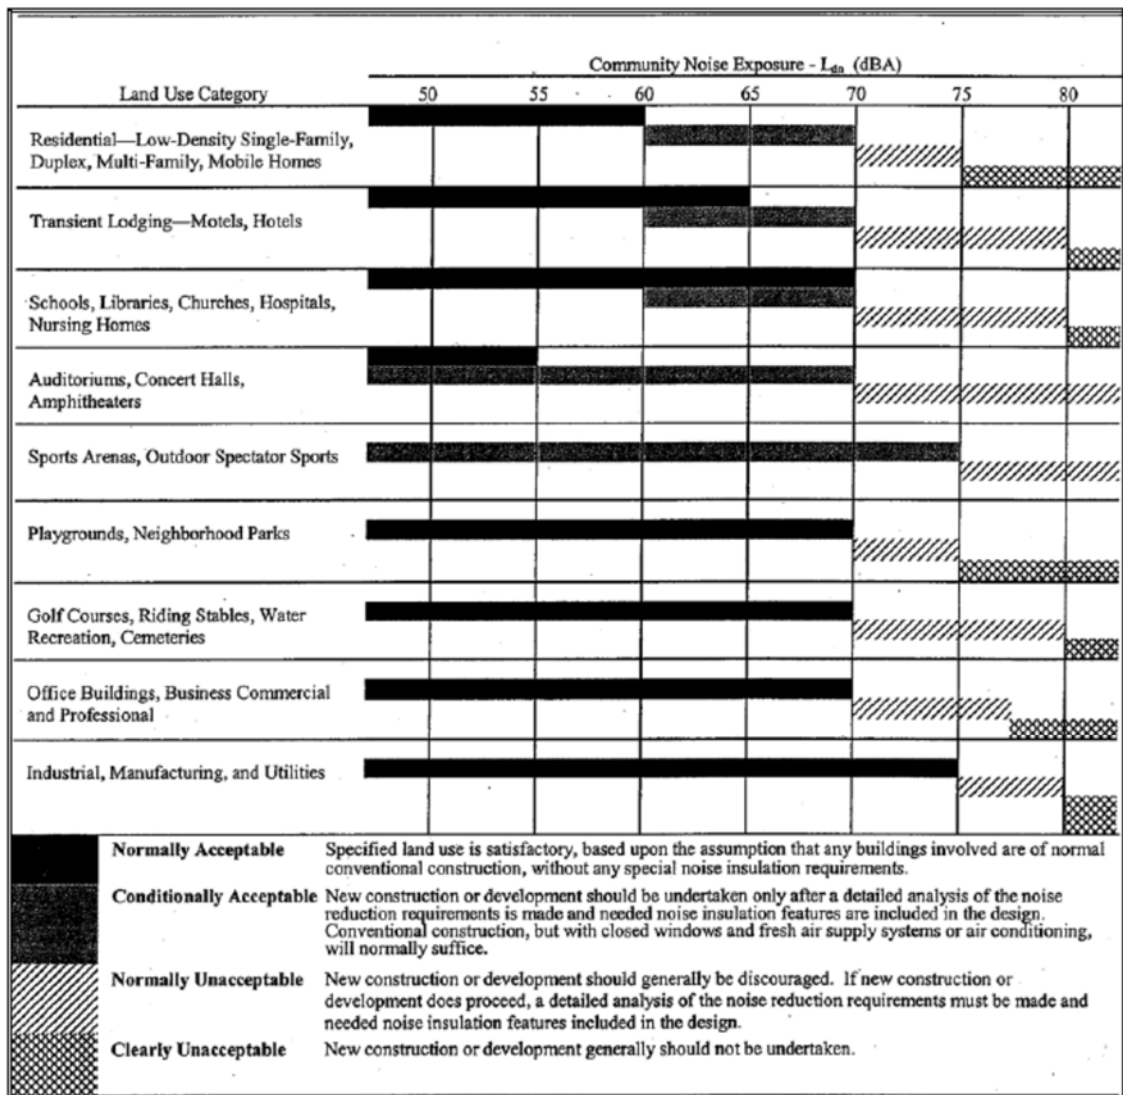 Community Noise Exposure - Ldn (dBA)
Land Use Category 50 55 60 65 70 75 80
Residential—Low-Density Single-Family,
Duplex, Multi-Family, Mobile Homes
Transient Lodging—Motels, Hotels
Schools, Libraries, Churches, Hospitals,
Nursing Homes
Auditoriums, Concert Halls,
Amphitheaters
Sports Arenas, Outdoor Spectator Sports
Playgrounds, Neighborhood Parks
Golf Courses, Riding Stables, Water
Recreation, Cemeteries
Office Buildings, Business Commercial
and Professional
Industrial, Manufacturing, and Utilities
Normally Acceptable Specified land use is satisfactory, based upon the assumption that any buildings involved are of normal
conventional construction, without any special noise insulation requirements.
Conditionally Acceptable New construction or development should be undertaken only after a detailed analysis of the noise
reduction requirements is made and needed noise insulation features are included in the design.
Conventional construction, but with closed windows and fresh air supply systems or air conditioning,
will normally suffice.
Normally Unacceptable New construction or development should generally be discouraged. If new construction or
development does proceed, a detailed analysis of the noise reduction requirements must be made and
needed noise insulation features included in the design.
Clearly Unacceptable New construction or development generally should not be undertaken.